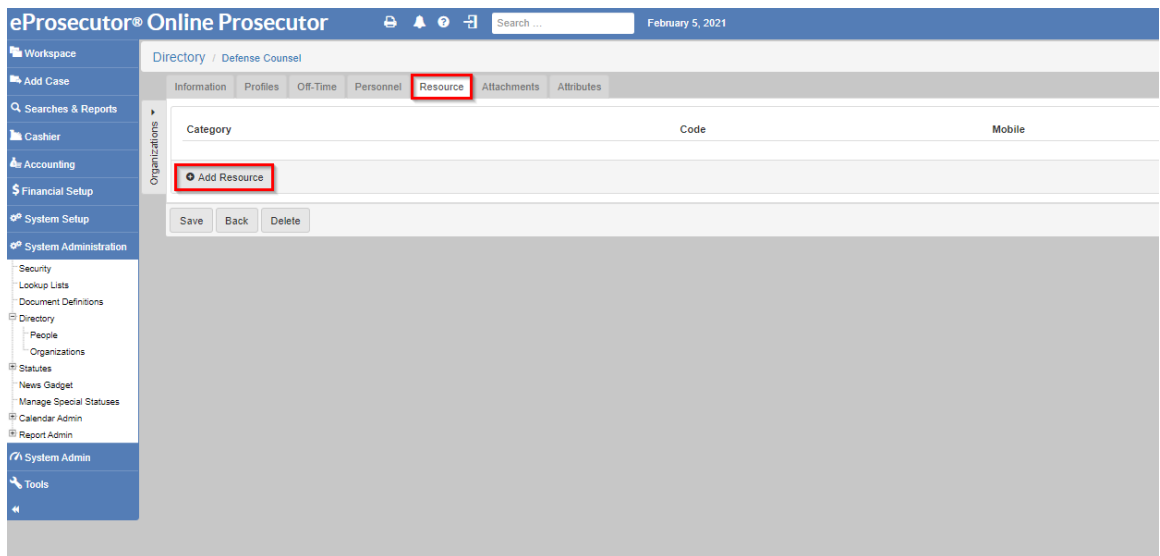 eProsecutor® Online Prosecutor
Search ...
February 5, 2021
Workspace
Add Case
Searches & Reports
Cashier
Accounting
Financial Setup
System Setup
System Administration
Security
Lookup Lists
Document Definitions
Directory
People
Organizations
Statutes
News Gadget
Manage Special Statuses
Calendar Admin
Report Admin
System Admin
Tools
Directory / Defense Counsel
Information Profiles Off-Time Personnel Resource Attachments Attributes
Organizations
Category Code Mobile
Add Resource
Save Back Delete